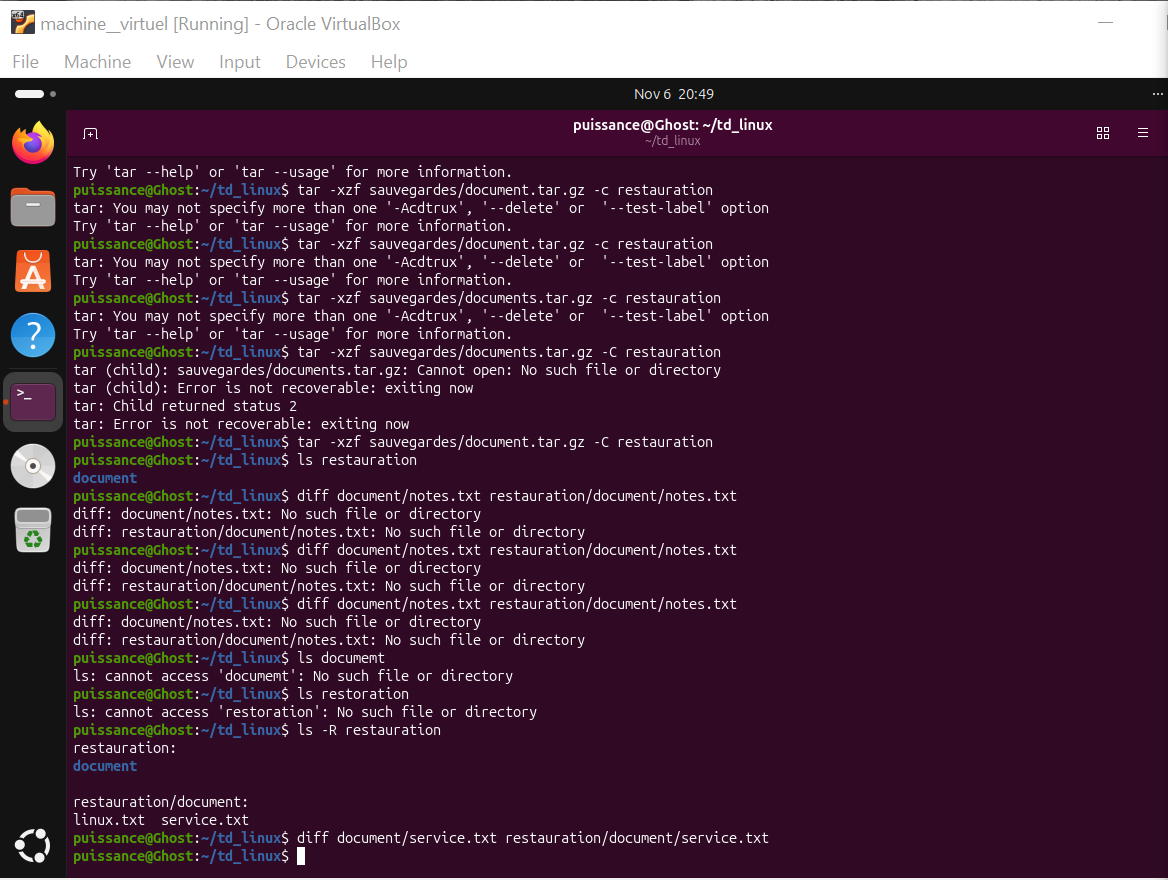 machine__virtuel [Running] - Oracle VirtualBox
File Machine View Input Devices Help
Nov 6 20:49
puissance@Ghost: ~/td_linux
~/td_linux
Try 'tar --help' or 'tar --usage' for more information.
puissance@Ghost:~/td_linux$ tar -xzf sauvegardes/document.tar.gz -c restauration
tar: You may not specify more than one '-Acdtrux', '--delete' or  '--test-label' option
Try 'tar --help' or 'tar --usage' for more information.
puissance@Ghost:~/td_linux$ tar -xzf sauvegardes/document.tar.gz -c restauration
tar: You may not specify more than one '-Acdtrux', '--delete' or  '--test-label' option
Try 'tar --help' or 'tar --usage' for more information.
puissance@Ghost:~/td_linux$ tar -xzf sauvegardes/documents.tar.gz -c restauration
tar: You may not specify more than one '-Acdtrux', '--delete' or  '--test-label' option
Try 'tar --help' or 'tar --usage' for more information.
puissance@Ghost:~/td_linux$ tar -xzf sauvegardes/documents.tar.gz -C restauration
tar (child): sauvegardes/documents.tar.gz: Cannot open: No such file or directory
tar (child): Error is not recoverable: exiting now
tar: Child returned status 2
tar: Error is not recoverable: exiting now
puissance@Ghost:~/td_linux$ tar -xzf sauvegardes/document.tar.gz -C restauration
puissance@Ghost:~/td_linux$ ls restauration
document
puissance@Ghost:~/td_linux$ diff document/notes.txt restauration/document/notes.txt
diff: document/notes.txt: No such file or directory
diff: restauration/document/notes.txt: No such file or directory
puissance@Ghost:~/td_linux$ diff document/notes.txt restauration/document/notes.txt
diff: document/notes.txt: No such file or directory
diff: restauration/document/notes.txt: No such file or directory
puissance@Ghost:~/td_linux$ diff document/notes.txt restauration/document/notes.txt
diff: document/notes.txt: No such file or directory
diff: restauration/document/notes.txt: No such file or directory
puissance@Ghost:~/td_linux$ ls documemt
ls: cannot access 'documemt': No such file or directory
puissance@Ghost:~/td_linux$ ls restoration
ls: cannot access 'restoration': No such file or directory
puissance@Ghost:~/td_linux$ ls -R restauration
restauration:
document
restauration/document:
linux.txt  service.txt
puissance@Ghost:~/td_linux$ diff document/service.txt restauration/document/service.txt
puissance@Ghost:~/td_linux$